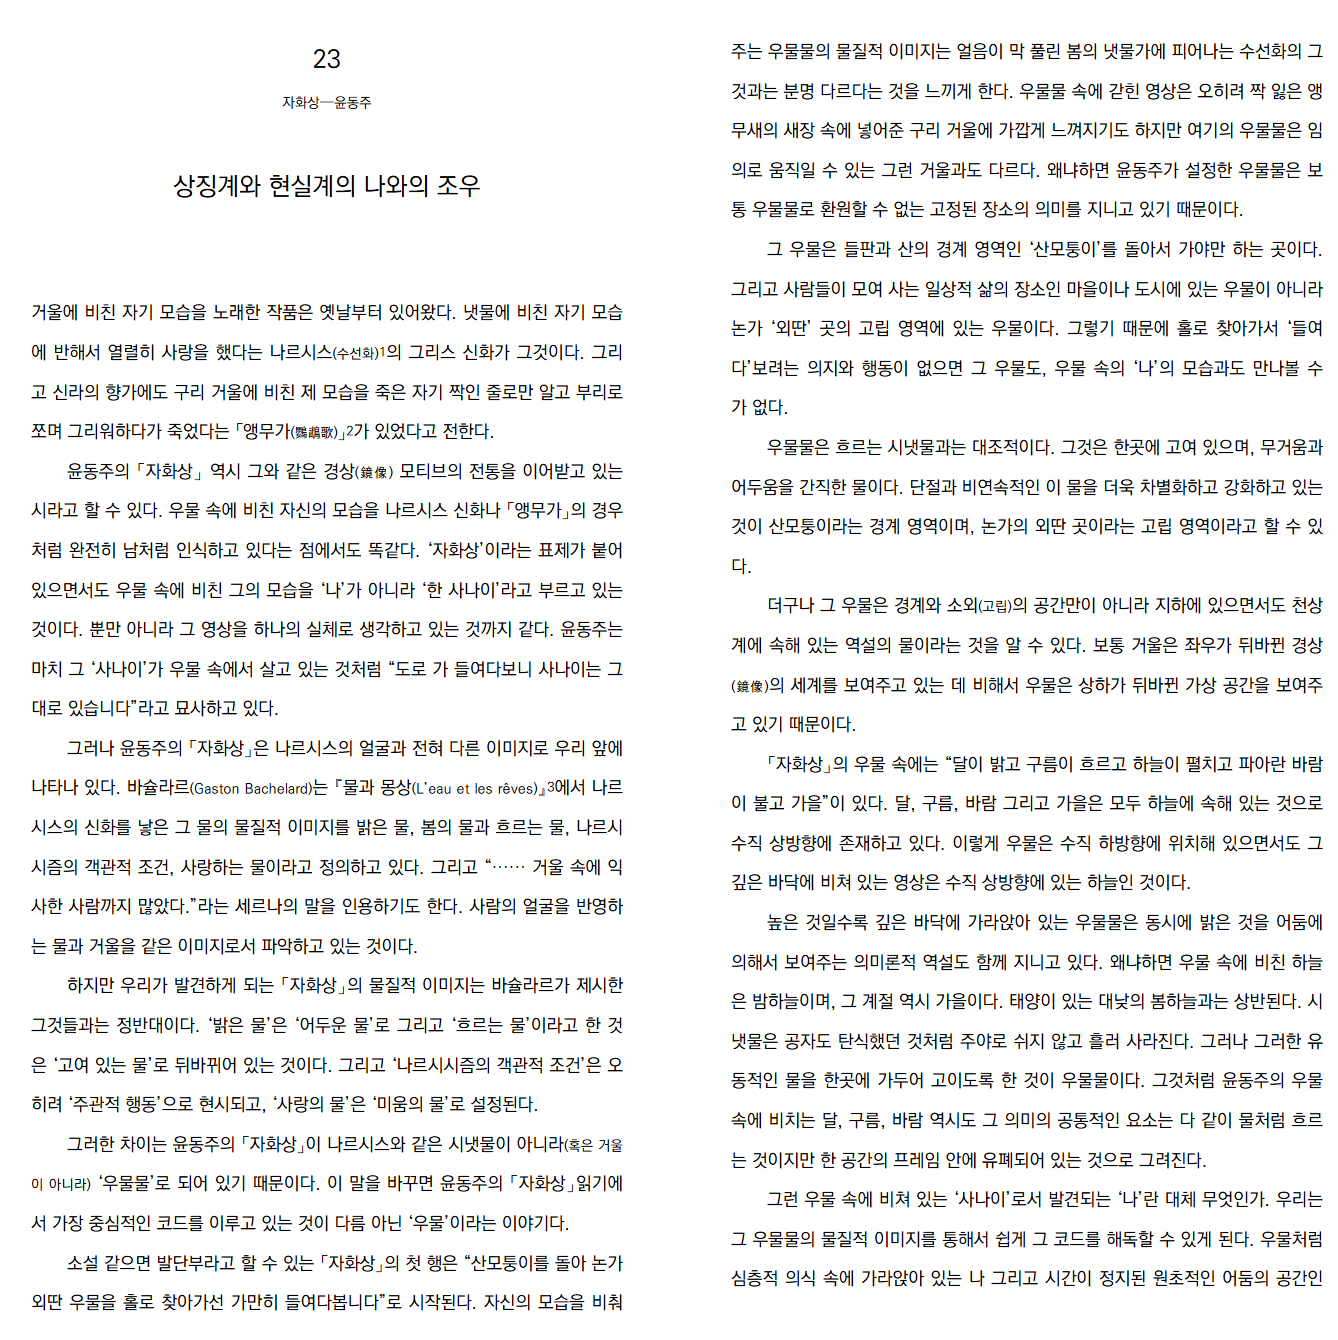 23
자화상—윤동주
상징계와 현실계의 나와의 조우
거울에 비친 자기 모습을 노래한 작품은 옛날부터 있어왔다. 냇물에 비친 자기 모습
에 반해서 열렬히 사랑을 했다는 나르시스(수선화)1의 그리스 신화가 그것이다. 그리
고 신라의 향가에도 구리 거울에 비친 제 모습을 죽은 자기 짝인 줄로만 알고 부리로
쪼며 그리워하다가 죽었다는 「앵무가(鸚鵡歌)」2가 있었다고 전한다.
윤동주의 「자화상」 역시 그와 같은 경상(鏡像) 모티브의 전통을 이어받고 있는
시라고 할 수 있다. 우물 속에 비친 자신의 모습을 나르시스 신화나 「앵무가」의 경우
처럼 완전히 남처럼 인식하고 있다는 점에서도 똑같다. ‘자화상’이라는 표제가 붙어
있으면서도 우물 속에 비친 그의 모습을 ‘나’가 아니라 ‘한 사나이’라고 부르고 있는
것이다. 뿐만 아니라 그 영상을 하나의 실체로 생각하고 있는 것까지 같다. 윤동주는
마치 그 ‘사나이’가 우물 속에서 살고 있는 것처럼 “도로 가 들여다보니 사나이는 그
대로 있습니다”라고 묘사하고 있다.
그러나 윤동주의 「자화상」은 나르시스의 얼굴과 전혀 다른 이미지로 우리 앞에
나타나 있다. 바슐라르(Gaston Bachelard)는 『물과 몽상(L’eau et les rêves)』3에서 나르
시스의 신화를 낳은 그 물의 물질적 이미지를 밝은 물, 봄의 물과 흐르는 물, 나르시
시즘의 객관적 조건, 사랑하는 물이라고 정의하고 있다. 그리고 “…… 거울 속에 익
사한 사람까지 많았다.”라는 세르나의 말을 인용하기도 한다. 사람의 얼굴을 반영하
는 물과 거울을 같은 이미지로서 파악하고 있는 것이다.
하지만 우리가 발견하게 되는 「자화상」의 물질적 이미지는 바슐라르가 제시한
그것들과는 정반대이다. ‘밝은 물’은 ‘어두운 물’로 그리고 ‘흐르는 물’이라고 한 것
은 ‘고여 있는 물’로 뒤바뀌어 있는 것이다. 그리고 ‘나르시시즘의 객관적 조건’은 오
히려 ‘주관적 행동’으로 현시되고, ‘사랑의 물’은 ‘미움의 물’로 설정된다.
그러한 차이는 윤동주의 「자화상」이 나르시스와 같은 시냇물이 아니라(혹은 거울
이 아니라) ‘우물물’로 되어 있기 때문이다. 이 말을 바꾸면 윤동주의 「자화상」읽기에
서 가장 중심적인 코드를 이루고 있는 것이 다름 아닌 ‘우물’이라는 이야기다.
소설 같으면 발단부라고 할 수 있는 「자화상」의 첫 행은 “산모퉁이를 돌아 논가
외딴 우물을 홀로 찾아가선 가만히 들여다봅니다”로 시작된다. 자신의 모습을 비춰
주는 우물물의 물질적 이미지는 얼음이 막 풀린 봄의 냇물가에 피어나는 수선화의 그
것과는 분명 다르다는 것을 느끼게 한다. 우물물 속에 갇힌 영상은 오히려 짝 잃은 앵
무새의 새장 속에 넣어준 구리 거울에 가깝게 느껴지기도 하지만 여기의 우물물은 임
의로 움직일 수 있는 그런 거울과도 다르다. 왜냐하면 윤동주가 설정한 우물물은 보
통 우물물로 환원할 수 없는 고정된 장소의 의미를 지니고 있기 때문이다.
그 우물은 들판과 산의 경계 영역인 ‘산모퉁이’를 돌아서 가야만 하는 곳이다.
그리고 사람들이 모여 사는 일상적 삶의 장소인 마을이나 도시에 있는 우물이 아니라
논가 ‘외딴’ 곳의 고립 영역에 있는 우물이다. 그렇기 때문에 홀로 찾아가서 ‘들여
다’보려는 의지와 행동이 없으면 그 우물도, 우물 속의 ‘나’의 모습과도 만나볼 수
가 없다.
우물물은 흐르는 시냇물과는 대조적이다. 그것은 한곳에 고여 있으며, 무거움과
어두움을 간직한 물이다. 단절과 비연속적인 이 물을 더욱 차별화하고 강화하고 있는
것이 산모퉁이라는 경계 영역이며, 논가의 외딴 곳이라는 고립 영역이라고 할 수 있
다.
더구나 그 우물은 경계와 소외(고립)의 공간만이 아니라 지하에 있으면서도 천상
계에 속해 있는 역설의 물이라는 것을 알 수 있다. 보통 거울은 좌우가 뒤바뀐 경상
(鏡像)의 세계를 보여주고 있는 데 비해서 우물은 상하가 뒤바뀐 가상 공간을 보여주
고 있기 때문이다.
「자화상」의 우물 속에는 “달이 밝고 구름이 흐르고 하늘이 펼치고 파아란 바람
이 불고 가을”이 있다. 달, 구름, 바람 그리고 가을은 모두 하늘에 속해 있는 것으로
수직 상방향에 존재하고 있다. 이렇게 우물은 수직 하방향에 위치해 있으면서도 그
깊은 바닥에 비쳐 있는 영상은 수직 상방향에 있는 하늘인 것이다.
높은 것일수록 깊은 바닥에 가라앉아 있는 우물물은 동시에 밝은 것을 어둠에
의해서 보여주는 의미론적 역설도 함께 지니고 있다. 왜냐하면 우물 속에 비친 하늘
은 밤하늘이며, 그 계절 역시 가을이다. 태양이 있는 대낮의 봄하늘과는 상반된다. 시
냇물은 공자도 탄식했던 것처럼 주야로 쉬지 않고 흘러 사라진다. 그러나 그러한 유
동적인 물을 한곳에 가두어 고이도록 한 것이 우물물이다. 그것처럼 윤동주의 우물
속에 비치는 달, 구름, 바람 역시도 그 의미의 공통적인 요소는 다 같이 물처럼 흐르
는 것이지만 한 공간의 프레임 안에 유폐되어 있는 것으로 그려진다.
그런 우물 속에 비쳐 있는 ‘사나이’로서 발견되는 ‘나’란 대체 무엇인가. 우리는
그 우물물의 물질적 이미지를 통해서 쉽게 그 코드를 해독할 수 있게 된다. 우물처럼
심층적 의식 속에 가라앉아 있는 나 그리고 시간이 정지된 원초적인 어둠의 공간인